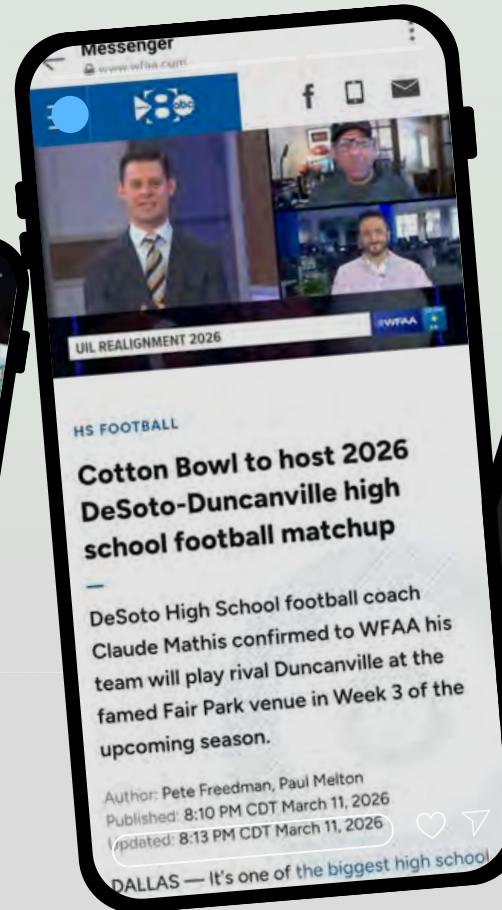 Messenger
www.wfaa.com
8 abc
UIL REALIGNMENT 2026
#WFAA
HS FOOTBALL
Cotton Bowl to host 2026
DeSoto-Duncanville high
school football matchup
DeSoto High School football coach
Claude Mathis confirmed to WFAA his
team will play rival Duncanville at the
famed Fair Park venue in Week 3 of the
upcoming season.
Author: Pete Freedman, Paul Melton
Published: 8:10 PM CDT March 11, 2026
Updated: 8:13 PM CDT March 11, 2026
DALLAS — It's one of the biggest high school